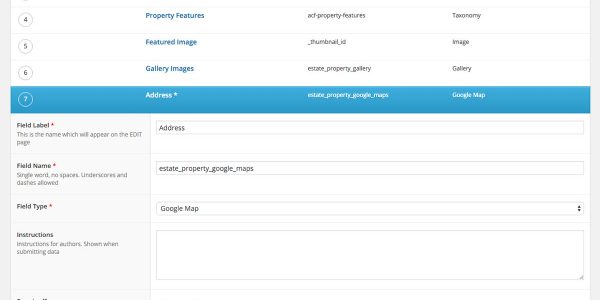 4 Property Features acf-property-features Taxonomy
5 Featured Image _thumbnail_id Image
6 Gallery Images estate_property_gallery Gallery
7 Address * estate_property_google_maps Google Map
Field Label * Address
This is the name which will appear on the EDIT
page
Field Name * estate_property_google_maps
Single word, no spaces. Underscores and
dashes allowed
Field Type * Google Map
Instructions
Instructions for authors. Shown when
submitting data